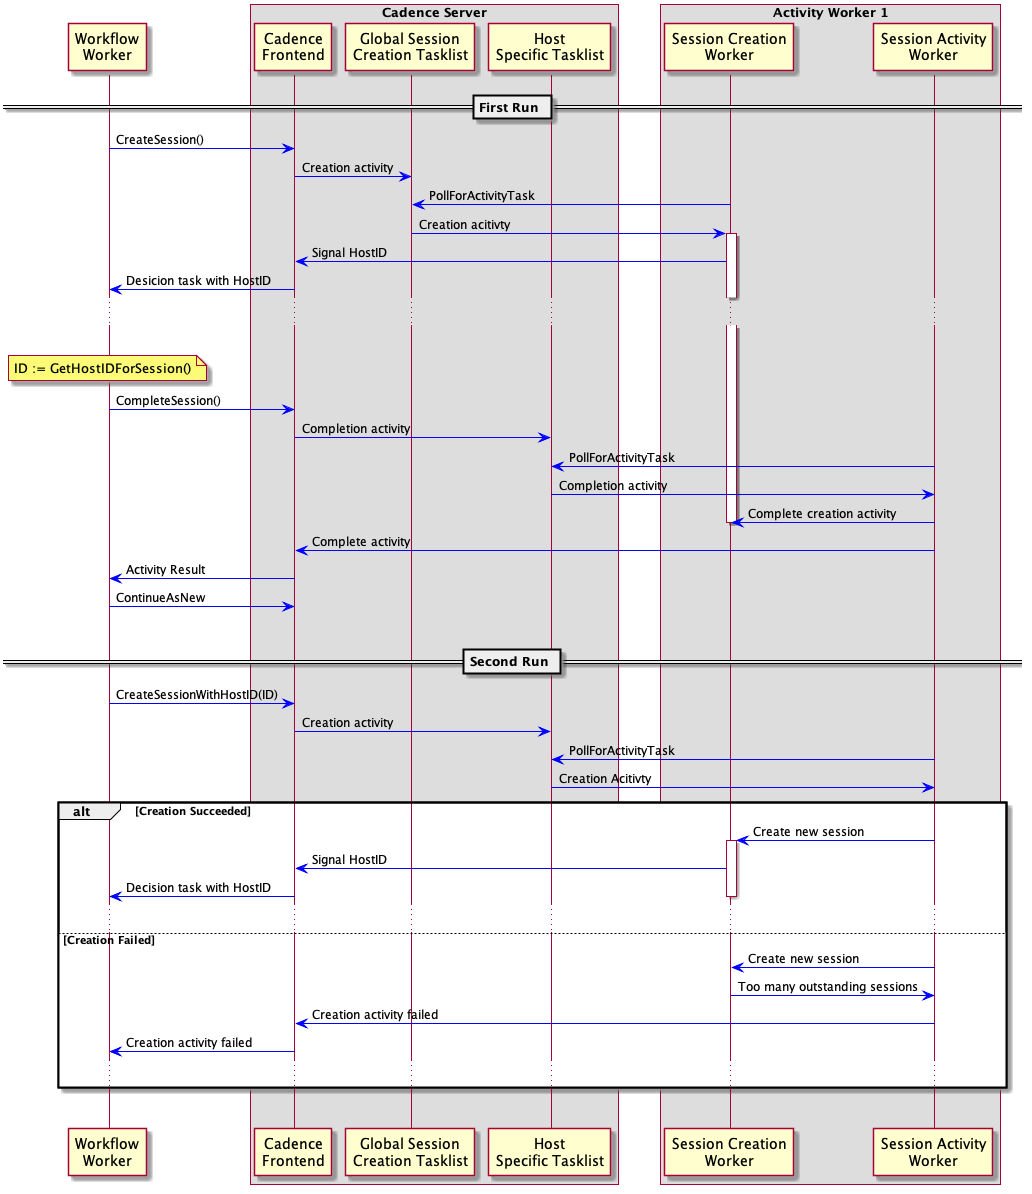 Cadence Server
Activity Worker 1
Workflow
Worker
Cadence
Frontend
Global Session
Creation Tasklist
Host
Specific Tasklist
Session Creation
Worker
Session Activity
Worker
First Run
CreateSession()
Creation activity
PollForActivityTask
Creation acitivty
Signal HostID
Desicion task with HostID
ID := GetHostIDForSession()
CompleteSession()
Completion activity
PollForActivityTask
Completion activity
Complete creation activity
Complete activity
Activity Result
ContinueAsNew
Second Run
CreateSessionWithHostID(ID)
Creation activity
PollForActivityTask
Creation Acitivty
alt
[Creation Succeeded]
Create new session
Signal HostID
Decision task with HostID
[Creation Failed]
Create new session
Too many outstanding sessions
Creation activity failed
Creation activity failed
Workflow
Worker
Cadence
Frontend
Global Session
Creation Tasklist
Host
Specific Tasklist
Session Creation
Worker
Session Activity
Worker